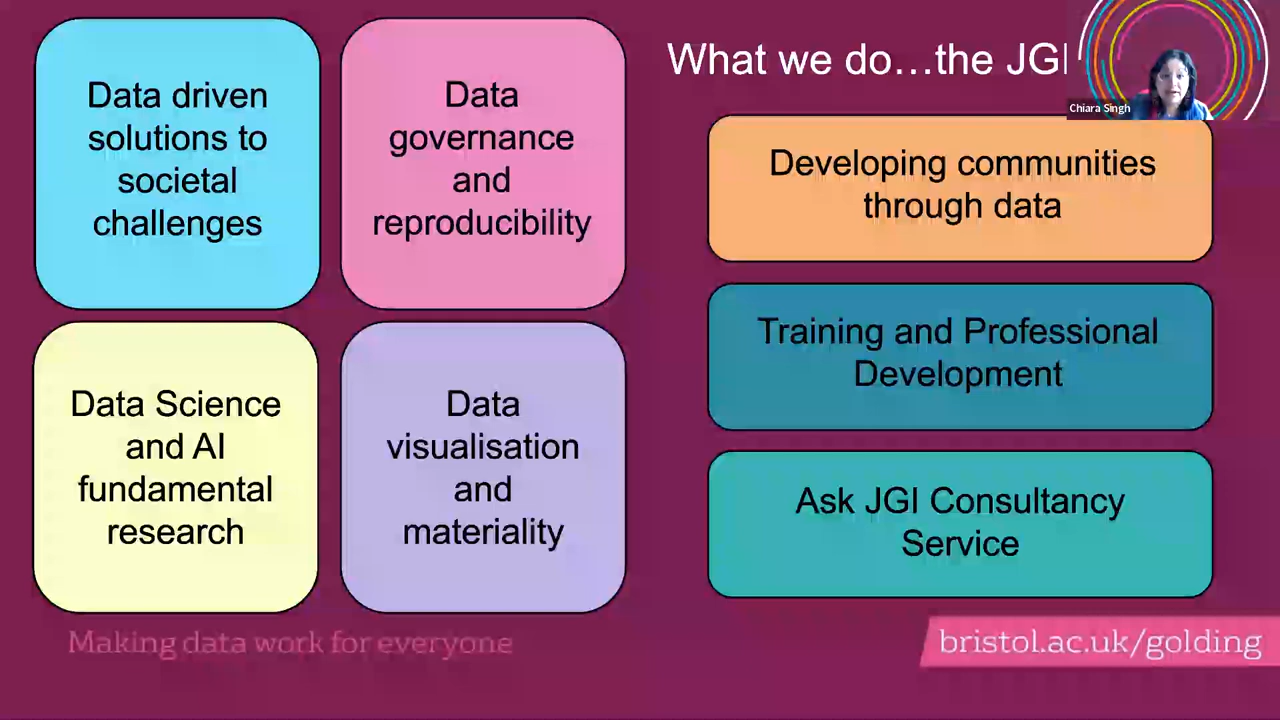 What we do…the JGI
Chiara Singh
Data driven
solutions to
societal
challenges
Data
governance
and
reproducibility
Data Science
and AI
fundamental
research
Data
visualisation
and
materiality
Developing communities
through data
Training and Professional
Development
Ask JGI Consultancy
Service
Making data work for everyone
bristol.ac.uk/golding